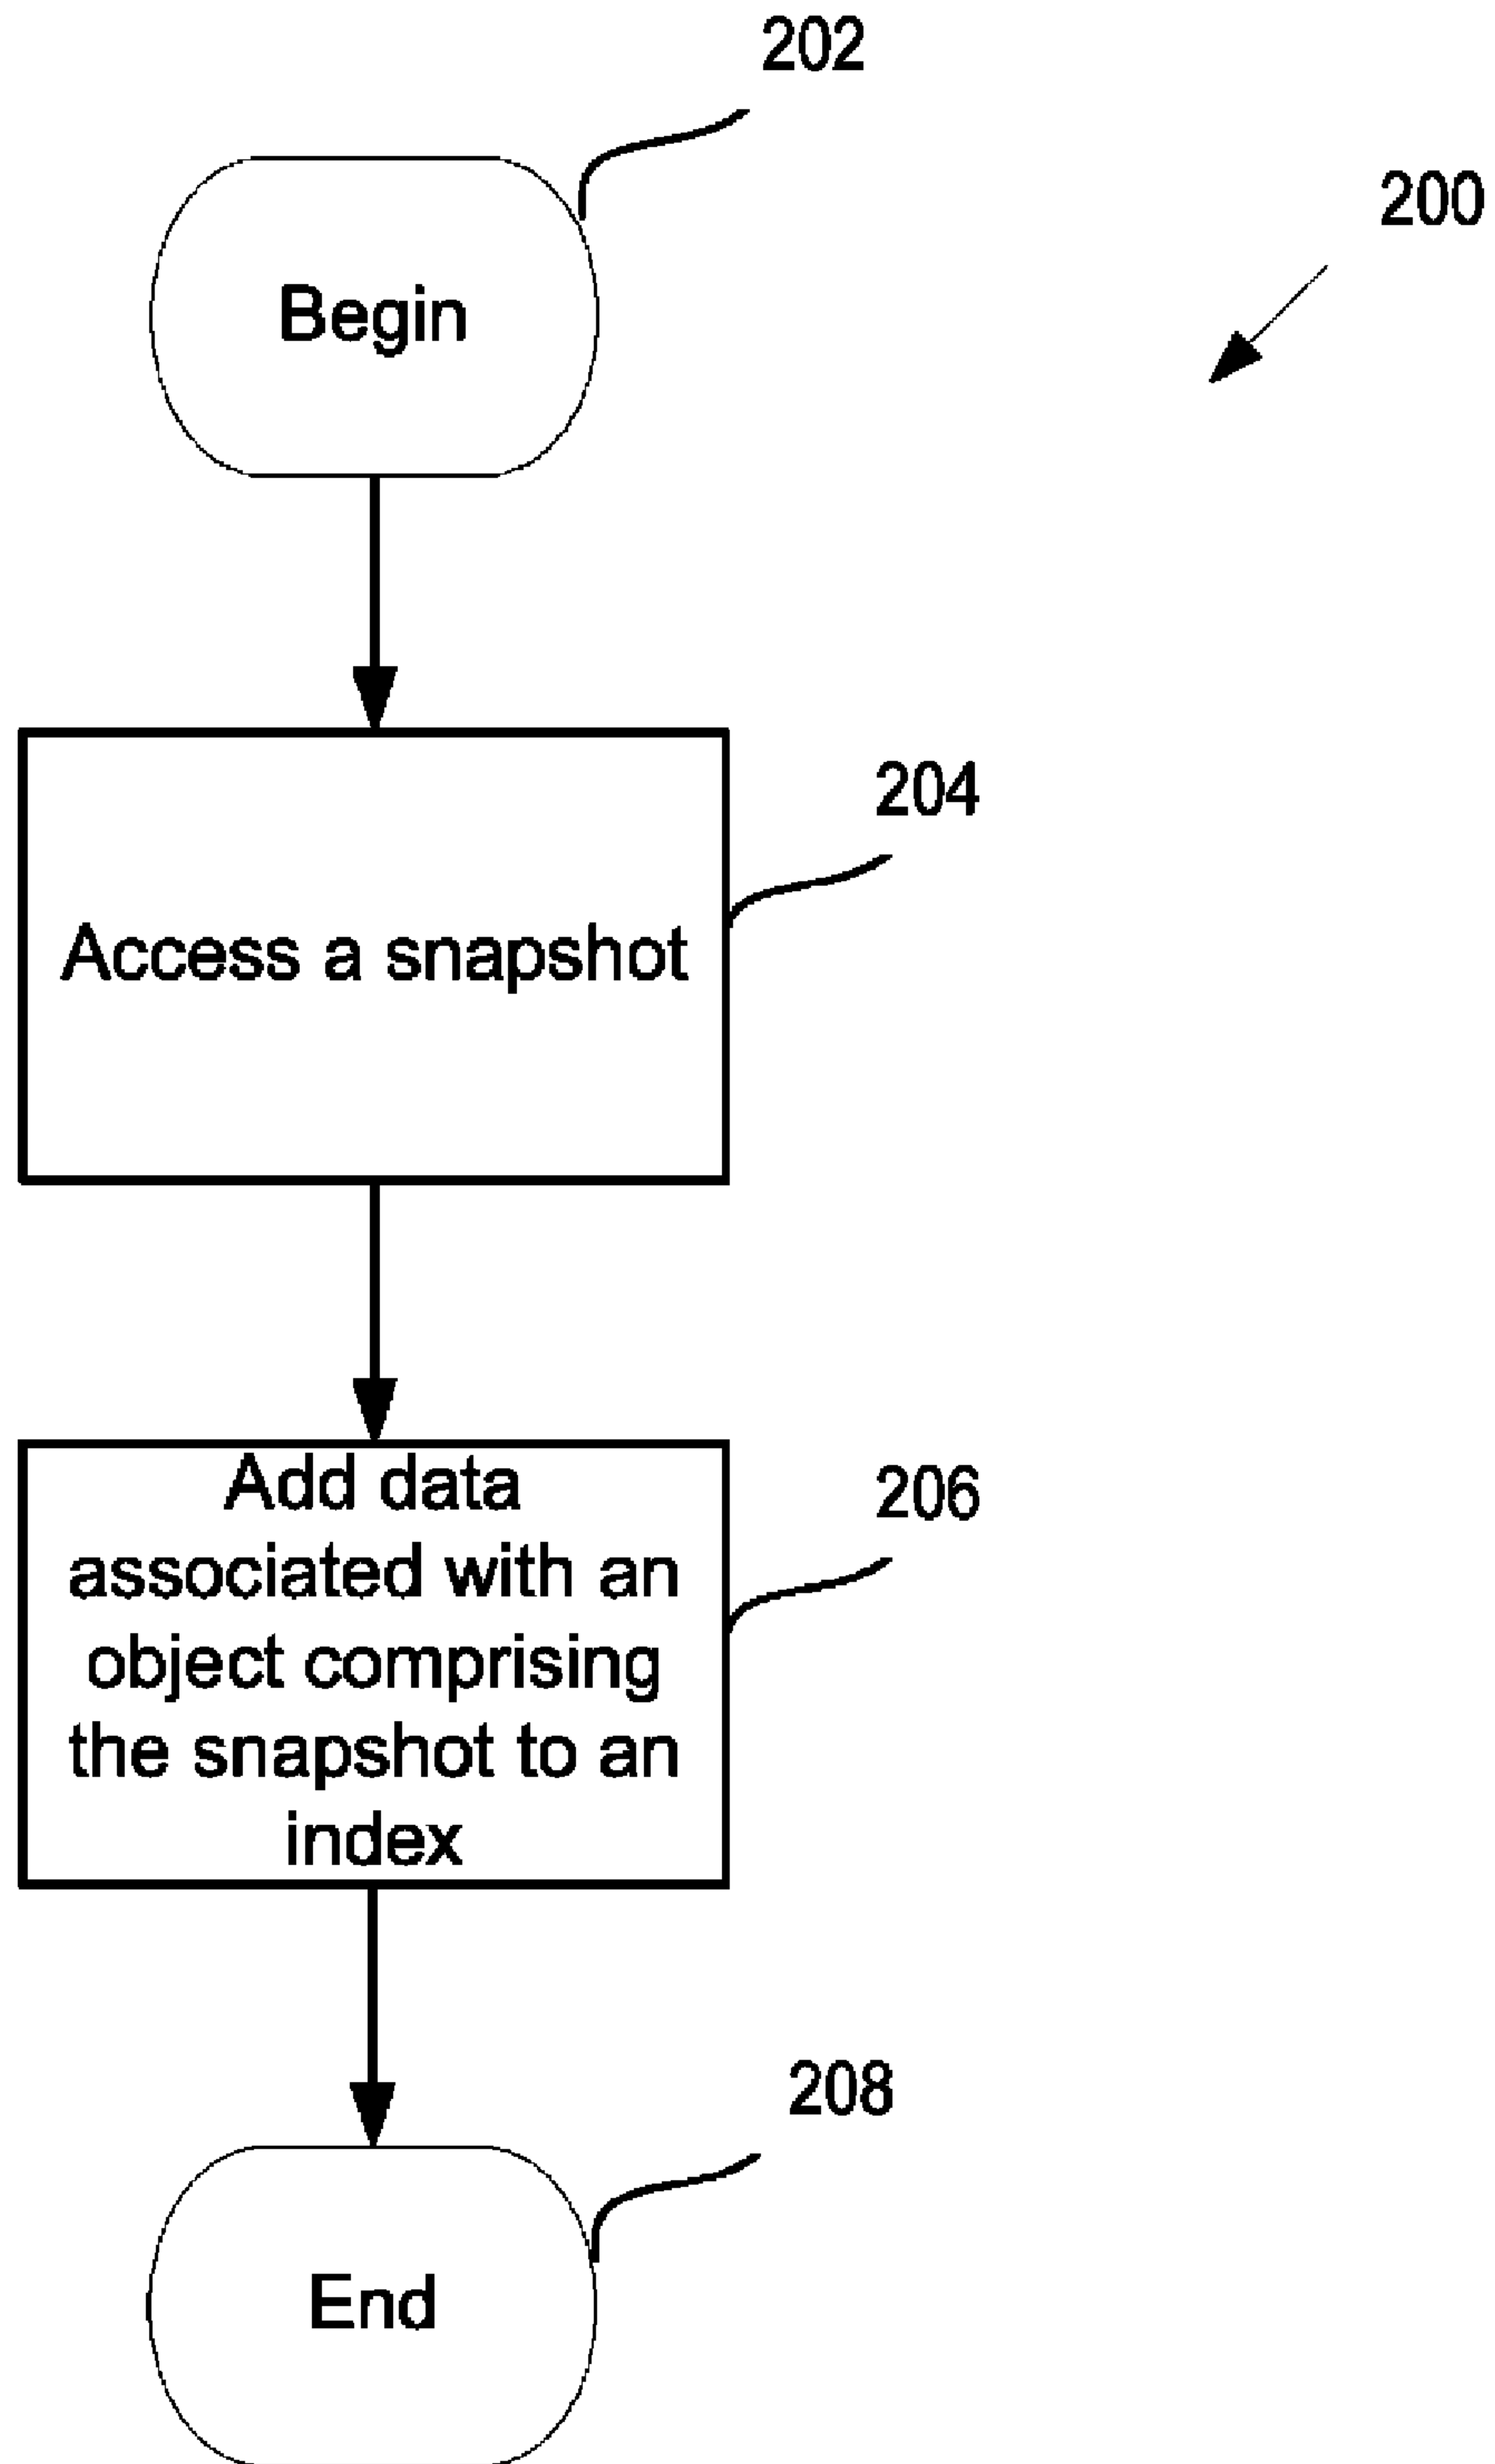 202
200
Begin
204
Access a snapshot
206
Add data
associated with an
object comprising
the snapshot to an
index
208
End